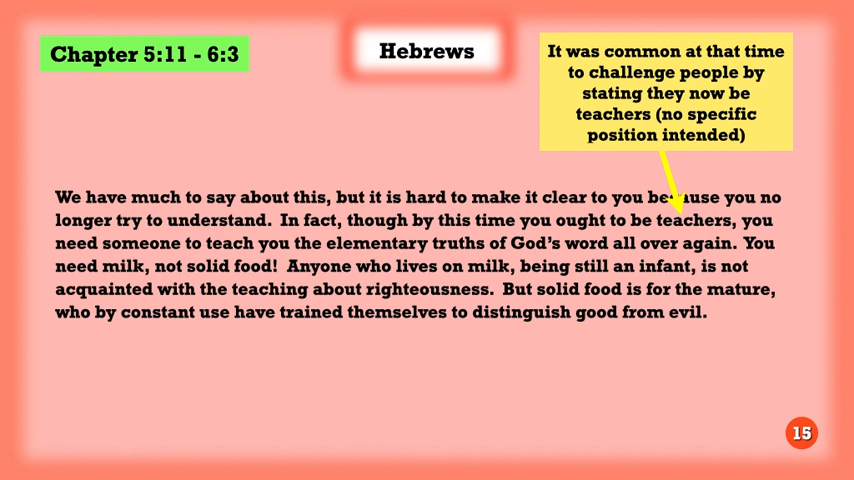 Chapter 5:11 - 6:3
Hebrews
It was common at that time
to challenge people by
stating they now be
teachers (no specific
position intended)
We have much to say about this, but it is hard to make it clear to you because you no
longer try to understand.  In fact, though by this time you ought to be teachers, you
need someone to teach you the elementary truths of God’s word all over again.  You
need milk, not solid food!  Anyone who lives on milk, being still an infant, is not
acquainted with the teaching about righteousness.  But solid food is for the mature,
who by constant use have trained themselves to distinguish good from evil.
15